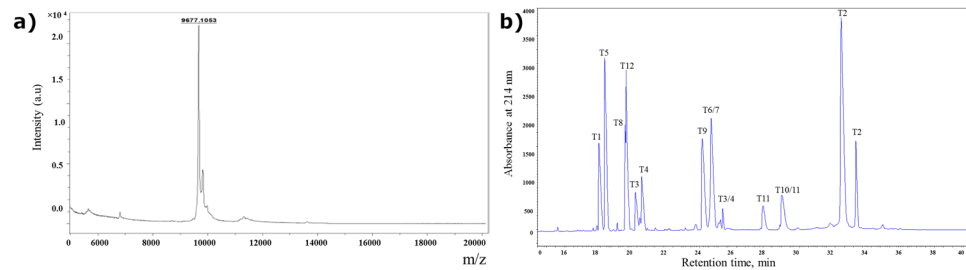 a)
×10⁴
9677.1053
2.0
1.5
1.0
0.5
0.0
Intensity (a.u)
0 6000 8000 10000 12000 14000 16000 18000 20000
m/z
b)
4000
3500
3000
2500
2000
1500
1000
500
0
Absorbance at 214 nm
T1
T5
T8
T12
T3
T4
T9
T6/7
T3/4
T11
T10/11
T2
T2
14 16 18 20 22 24 26 28 30 32 34 36 38 40
Retention time, min